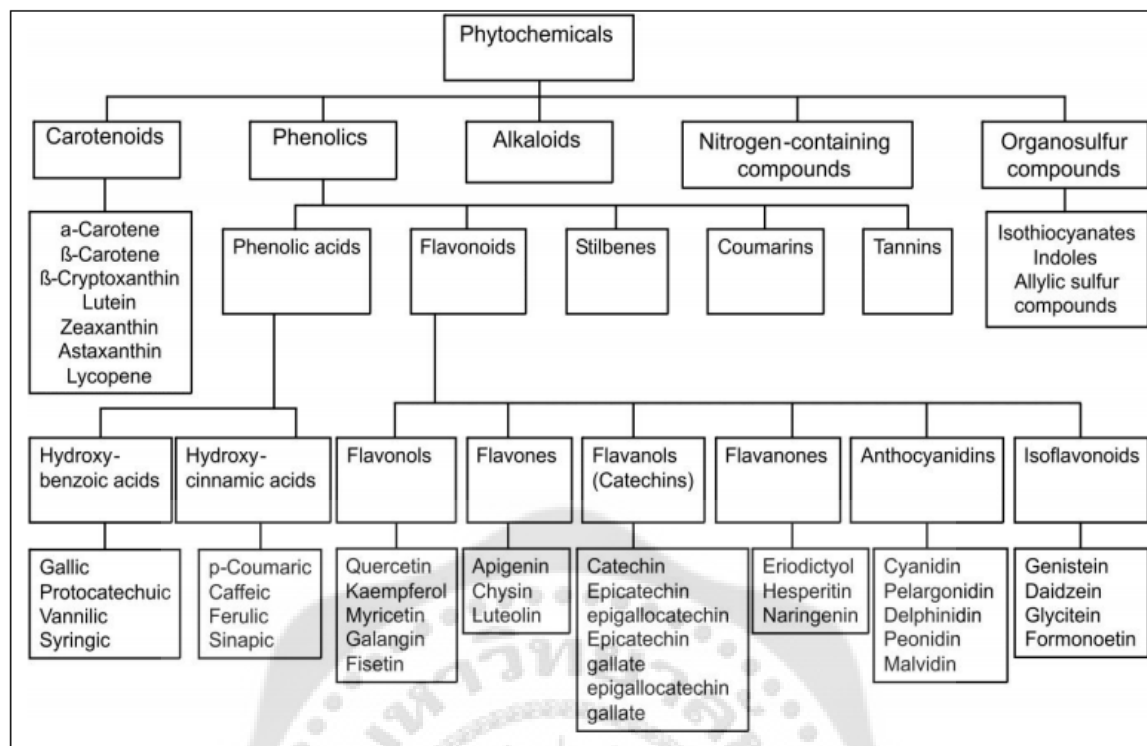 Phytochemicals
Carotenoids
Phenolics
Alkaloids
Nitrogen-containing
compounds
Organosulfur
compounds
a-Carotene
ß-Carotene
ß-Cryptoxanthin
Lutein
Zeaxanthin
Astaxanthin
Lycopene
Phenolic acids
Flavonoids
Stilbenes
Coumarins
Tannins
Isothiocyanates
Indoles
Allylic sulfur
compounds
Hydroxy-
benzoic acids
Hydroxy-
cinnamic acids
Flavonols
Flavones
Flavanols
(Catechins)
Flavanones
Anthocyanidins
Isoflavonoids
Gallic
Protocatechuic
Vannilic
Syringic
p-Coumaric
Caffeic
Ferulic
Sinapic
Quercetin
Kaempferol
Myricetin
Galangin
Fisetin
Apigenin
Chysin
Luteolin
Catechin
Epicatechin
epigallocatechin
Epicatechin
gallate
epigallocatechin
gallate
Eriodictyol
Hesperitin
Naringenin
Cyanidin
Pelargonidin
Delphinidin
Peonidin
Malvidin
Genistein
Daidzein
Glycitein
Formonoetin